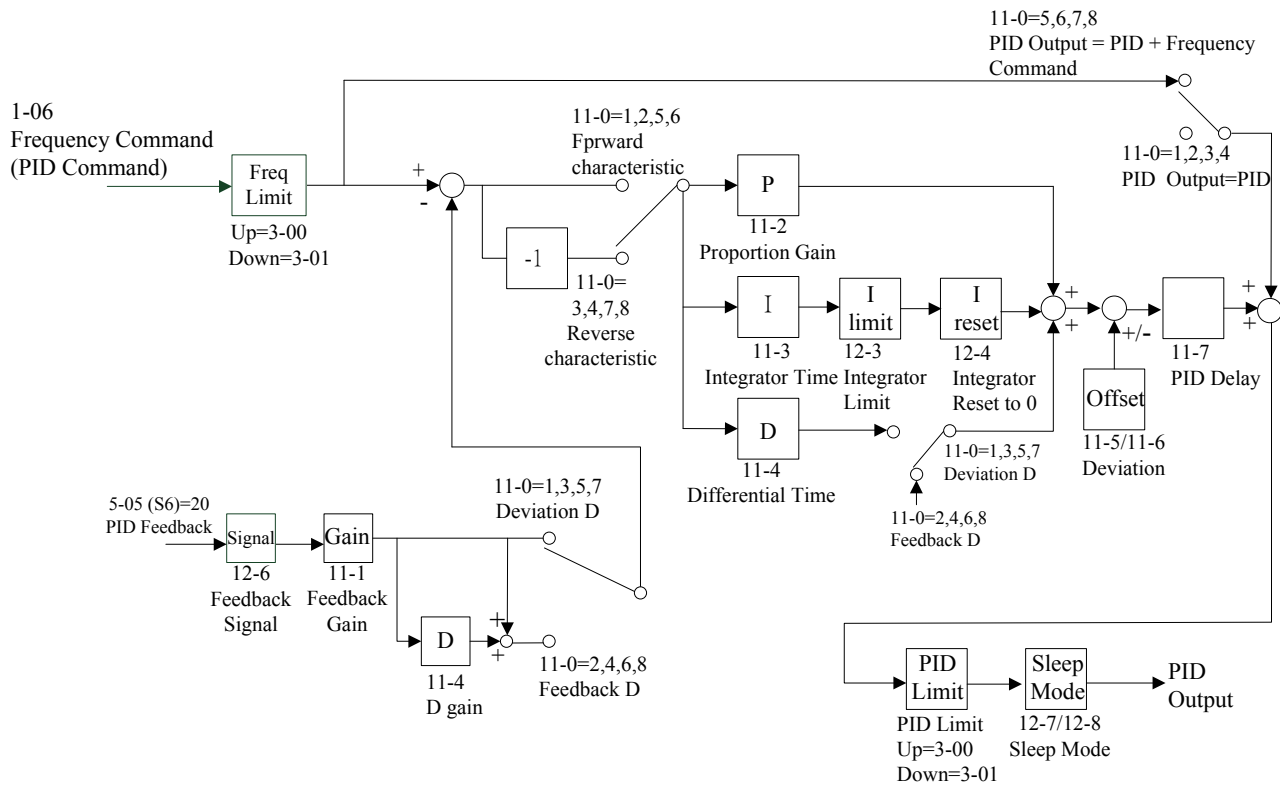 11-0=5,6,7,8
PID Output = PID + Frequency
Command
1-06
Frequency Command
(PID Command)
Freq
Limit
Up=3-00
Down=3-01
+
-
11-0=1,2,5,6
Fprward
characteristic
-1
11-0=
3,4,7,8
Reverse
characteristic
P
11-2
Proportion Gain
11-0=1,2,3,4
PID Output=PID
I
11-3
Integrator Time
I
limit
12-3
Integrator
Limit
I
reset
12-4
Integrator
Reset to 0
+
+
+/-
Offset
11-5/11-6
Deviation
11-7
PID Delay
+
+
D
11-4
Differential Time
11-0=1,3,5,7
Deviation D
11-0=2,4,6,8
Feedback D
5-05 (S6)=20
PID Feedback
Signal
12-6
Feedback
Signal
Gain
11-1
Feedback
Gain
11-0=1,3,5,7
Deviation D
D
11-4
D gain
+
+
11-0=2,4,6,8
Feedback D
PID
Limit
PID Limit
Up=3-00
Down=3-01
Sleep
Mode
12-7/12-8
Sleep Mode
PID
Output